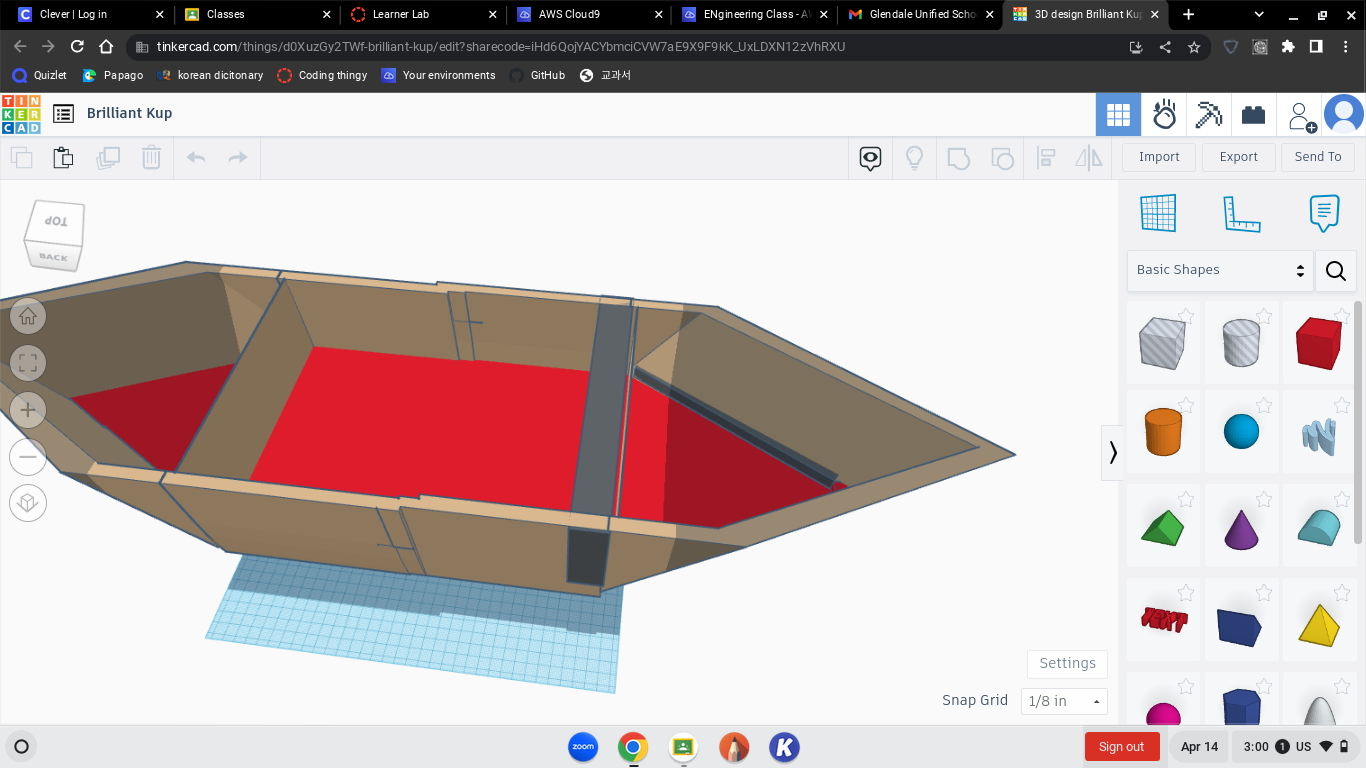 Clever | Log in
Classes
Learner Lab
AWS Cloud9
ENgineering Class - A
Glendale Unified Scho
3D design Brilliant Kup
tinkercad.com/things/d0XuzGy2TWf-brilliant-kup/edit?sharecode=iHd6QojYACYbmciCVW7aE9X9F9kK_UxLDXN12zVhRXU
Quizlet
Papago
korean dicitonary
Coding thingy
Your environments
GitHub
교과서
TIN
KER
CAD
Brilliant Kup
Import
Export
Send To
TOP
BACK
Basic Shapes
TEXT
Settings
Snap Grid
1/8 in
zoom
K
Sign out
Apr 14
3:00
1
US